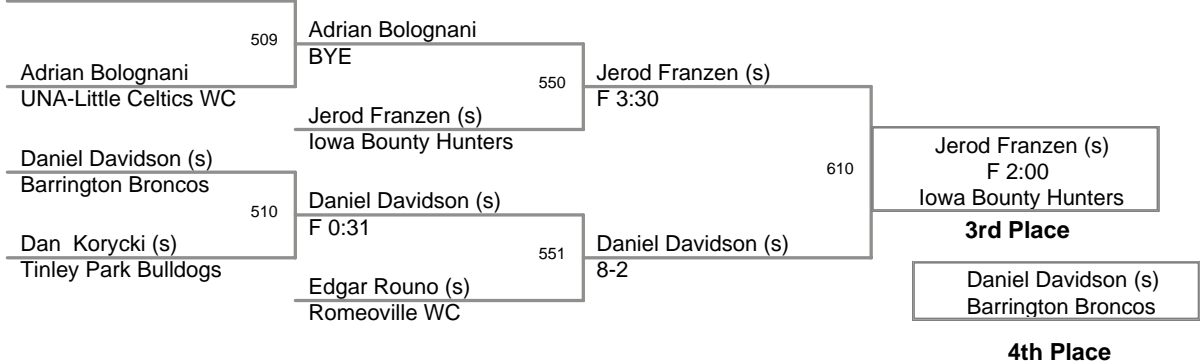 509
Adrian Bolognani
UNA-Little Celtics WC
Adrian Bolognani
BYE
550
Jerod Franzen (s)
Iowa Bounty Hunters
Jerod Franzen (s)
F 3:30
Daniel Davidson (s)
Barrington Broncos
510
Dan  Korycki (s)
Tinley Park Bulldogs
Daniel Davidson (s)
F 0:31
551
Edgar Rouno (s)
Romeoville WC
Daniel Davidson (s)
8-2
610
Jerod Franzen (s)
F 2:00
Iowa Bounty Hunters
3rd Place
Daniel Davidson (s)
Barrington Broncos
4th Place